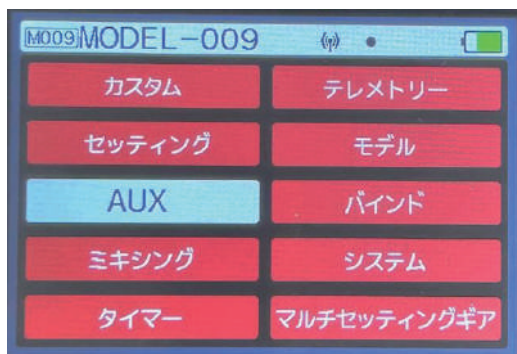 M009 MODEL-009
カスタム テレメトリー
セッティング モデル
AUX バインド
ミキシング システム
タイマー マルチセッティングギア